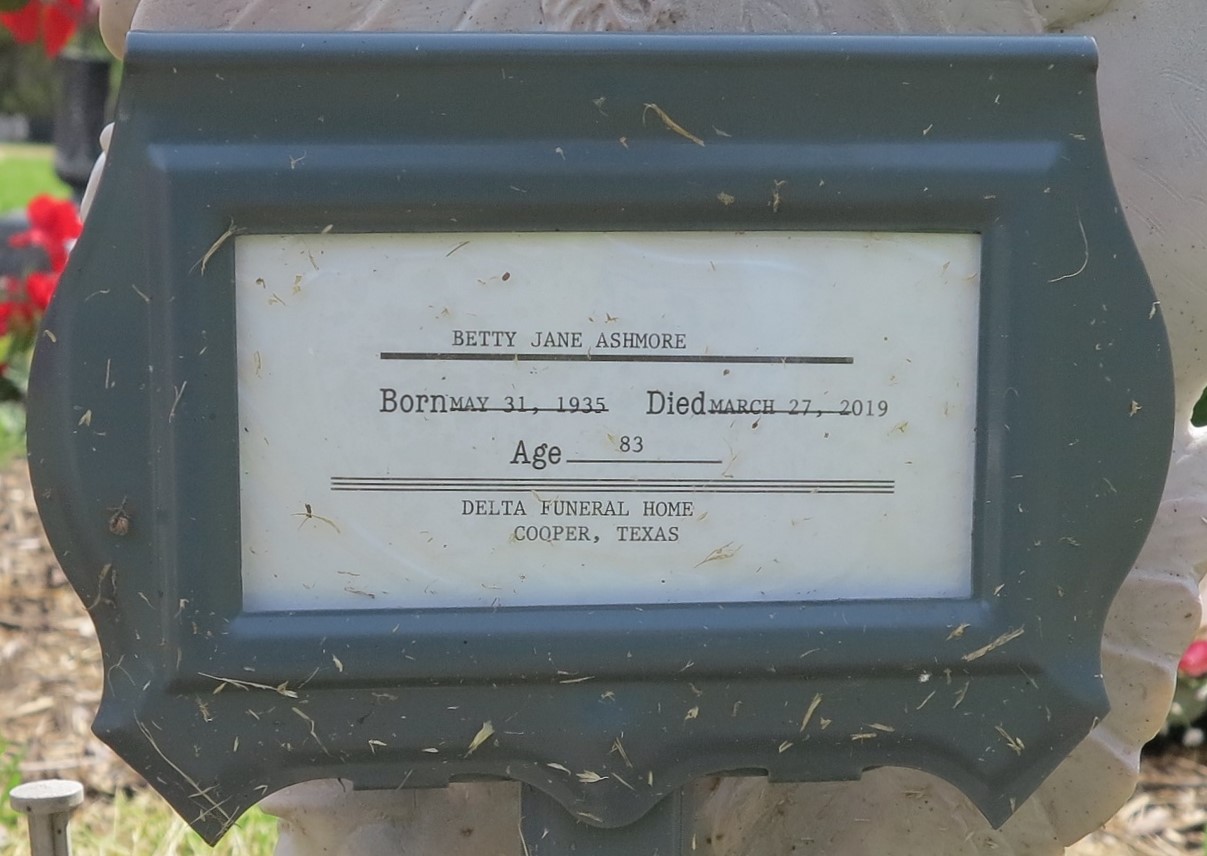 BETTY JANE ASHMORE
Born MAY 31, 1935 Died MARCH 27, 2019
Age 83
DELTA FUNERAL HOME
COOPER, TEXAS